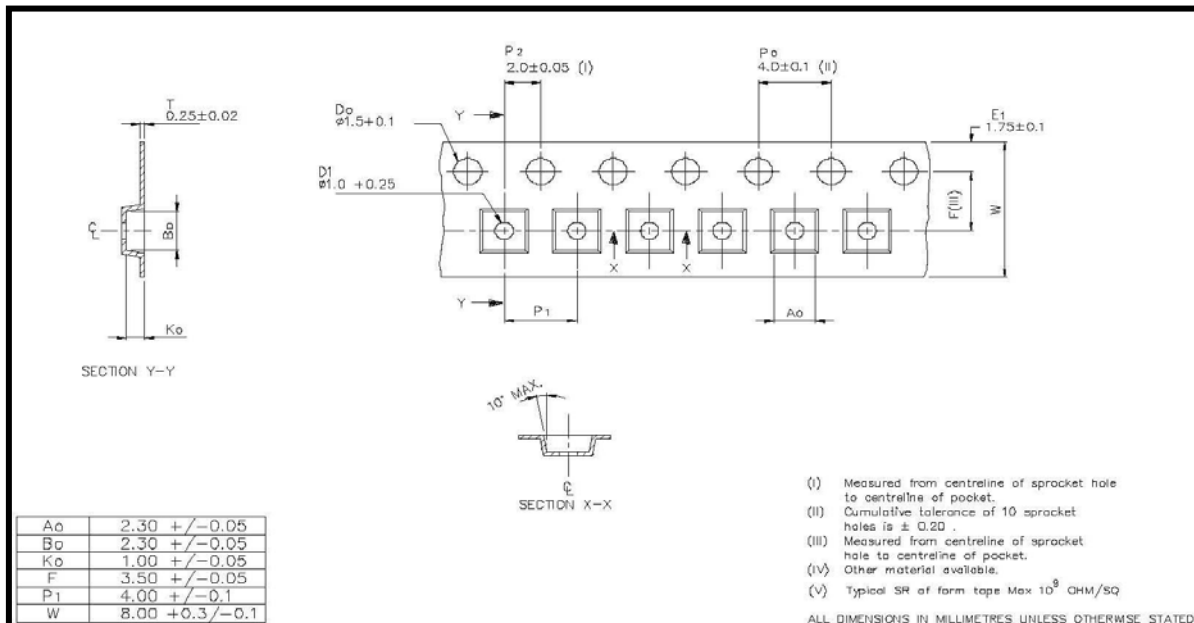 P2
2.0±0.05 (I)
Po
4.0±0.1 (II)
T
0.25±0.02
Do
ø1.5+0.1
Y
E1
1.75±0.1
D1
ø1.0 +0.25
F(III)
W
℄
Bo
X
X
Y
P1
Ao
Ko
SECTION Y-Y
10° MAX.
℄
SECTION X-X
Ao 2.30 +/-0.05
Bo 2.30 +/-0.05
Ko 1.00 +/-0.05
F 3.50 +/-0.05
P1 4.00 +/-0.1
W 8.00 +0.3/-0.1
(I) Measured from centreline of sprocket hole
to centreline of pocket.
(II) Cumulative tolerance of 10 sprocket
holes is ± 0.20 .
(III) Measured from centreline of sprocket
hole to centreline of pocket.
(IV) Other material available.
(V) Typical SR of form tape Max 10⁹ OHM/SQ
ALL DIMENSIONS IN MILLIMETRES UNLESS OTHERWISE STATED